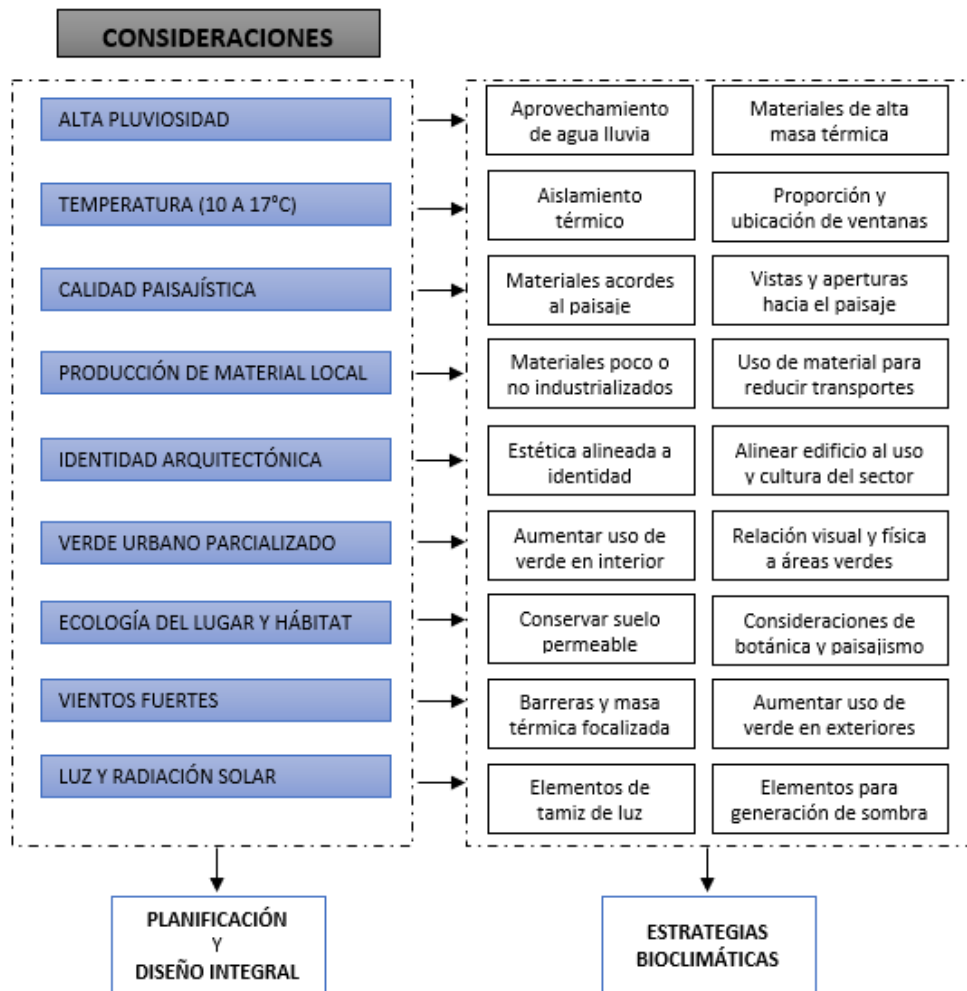 CONSIDERACIONES
ALTA PLUVIOSIDAD
Aprovechamiento
de agua lluvia
Materiales de alta
masa térmica
TEMPERATURA (10 A 17°C)
Aislamiento
térmico
Proporción y
ubicación de ventanas
CALIDAD PAISAJÍSTICA
Materiales acordes
al paisaje
Vistas y aperturas
hacia el paisaje
PRODUCCIÓN DE MATERIAL LOCAL
Materiales poco o
no industrializados
Uso de material para
reducir transportes
IDENTIDAD ARQUITECTÓNICA
Estética alineada a
identidad
Alinear edificio al uso
y cultura del sector
VERDE URBANO PARCIALIZADO
Aumentar uso de
verde en interior
Relación visual y física
a áreas verdes
ECOLOGÍA DEL LUGAR Y HÁBITAT
Conservar suelo
permeable
Consideraciones de
botánica y paisajismo
VIENTOS FUERTES
Barreras y masa
térmica focalizada
Aumentar uso de
verde en exteriores
LUZ Y RADIACIÓN SOLAR
Elementos de
tamiz de luz
Elementos para
generación de sombra
PLANIFICACIÓN
Y
DISEÑO INTEGRAL
ESTRATEGIAS
BIOCLIMÁTICAS